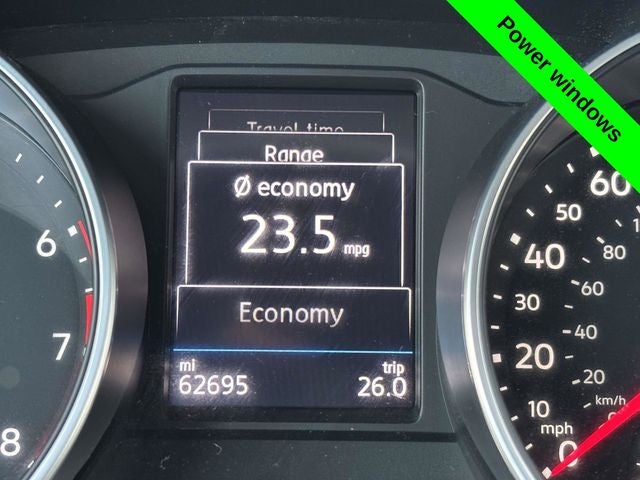 Power windows
Travel time
Range
Ø economy
23.5 mpg
Economy
mi
trip
62695
26.0
6
7
8
60
50
40
80
30
60
20
40
20
10
km/h
mph
0